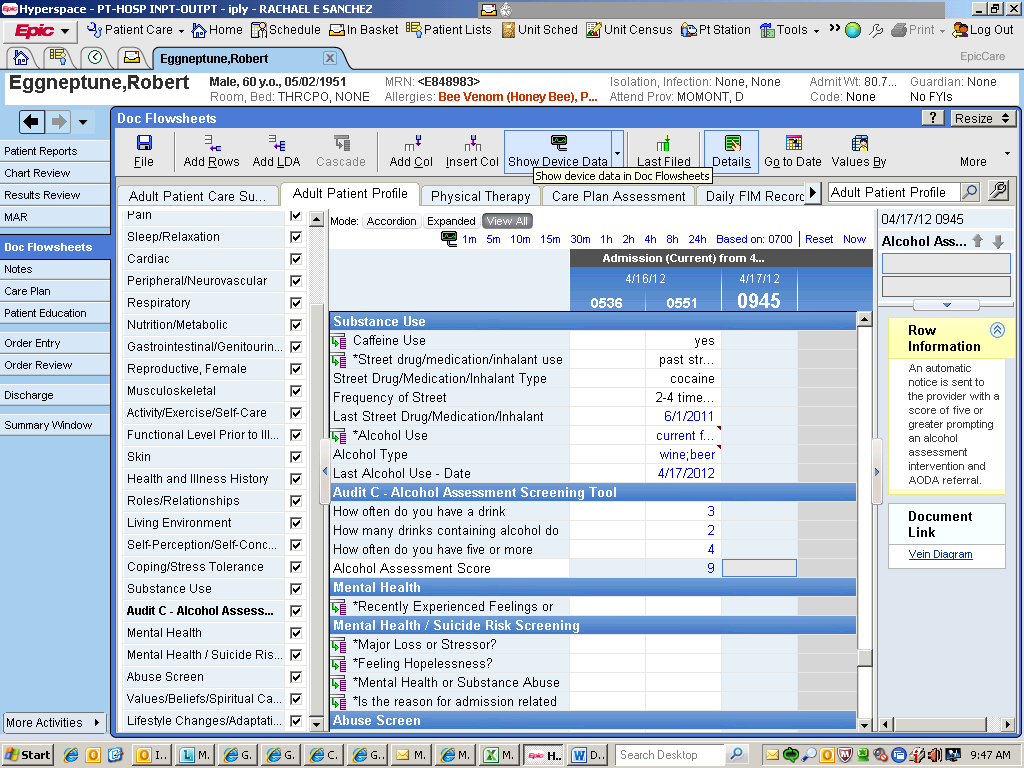 Hyperspace - PT-HOSP INPT-OUTPT - iply - RACHAEL E SANCHEZ
Epic Patient Care Home Schedule In Basket Patient Lists Unit Sched Unit Census Pt Station Tools Print Log Out
Eggneptune,Robert EpicCare
Eggneptune,Robert Male, 60 y.o., 05/02/1951 MRN: <E848983> Isolation, Infection: None, None Admit Wt: 80.7... Guardian: None
Room, Bed: THRCPO, NONE Allergies: Bee Venom (Honey Bee), P... Attend Prov: MOMONT, D Code: None No FYIs
Doc Flowsheets ? Resize
File Add Rows Add LDA Cascade Add Col Insert Col Show Device Data Last Filed Details Go to Date Values By More
Show device data in Doc Flowsheets
Patient Reports
Chart Review
Results Review
MAR
Doc Flowsheets
Notes
Care Plan
Patient Education
Order Entry
Order Review
Discharge
Summary Window
More Activities
Adult Patient Care Su... Adult Patient Profile Physical Therapy Care Plan Assessment Daily FIM Recor Adult Patient Profile
Pain
Sleep/Relaxation
Cardiac
Peripheral/Neurovascular
Respiratory
Nutrition/Metabolic
Gastrointestinal/Genitourin...
Reproductive, Female
Musculoskeletal
Activity/Exercise/Self-Care
Functional Level Prior to Ill...
Skin
Health and Illness History
Roles/Relationships
Living Environment
Self-Perception/Self-Conc...
Coping/Stress Tolerance
Substance Use
Audit C - Alcohol Assess...
Mental Health
Mental Health / Suicide Ris...
Abuse Screen
Values/Beliefs/Spiritual Ca...
Lifestyle Changes/Adaptati...
Mode: Accordion Expanded View All
1m 5m 10m 15m 30m 1h 2h 4h 8h 24h Based on: 0700 Reset Now
Admission (Current) from 4...
4/16/12 4/17/12
0536 0551 0945
Substance Use
Caffeine Use yes
*Street drug/medication/inhalant use past str...
Street Drug/Medication/Inhalant Type cocaine
Frequency of Street 2-4 time...
Last Street Drug/Medication/Inhalant 6/1/2011
*Alcohol Use current f...
Alcohol Type wine;beer
Last Alcohol Use - Date 4/17/2012
Audit C - Alcohol Assessment Screening Tool
How often do you have a drink 3
How many drinks containing alcohol do 2
How often do you have five or more 4
Alcohol Assessment Score 9
Mental Health
*Recently Experienced Feelings or
Mental Health / Suicide Risk Screening
*Major Loss or Stressor?
*Feeling Hopelessness?
*Mental Health or Substance Abuse
*Is the reason for admission related
Abuse Screen
04/17/12 0945
Alcohol Ass...
Row
Information
An automatic
notice is sent to
the provider with a
score of five or
greater prompting
an alcohol
assessment
intervention and
AODA referral.
Document
Link
Vein Diagram
Start I.. M. G. G. C. G.. M. M. M. H.. D.. Search Desktop 9:47 AM